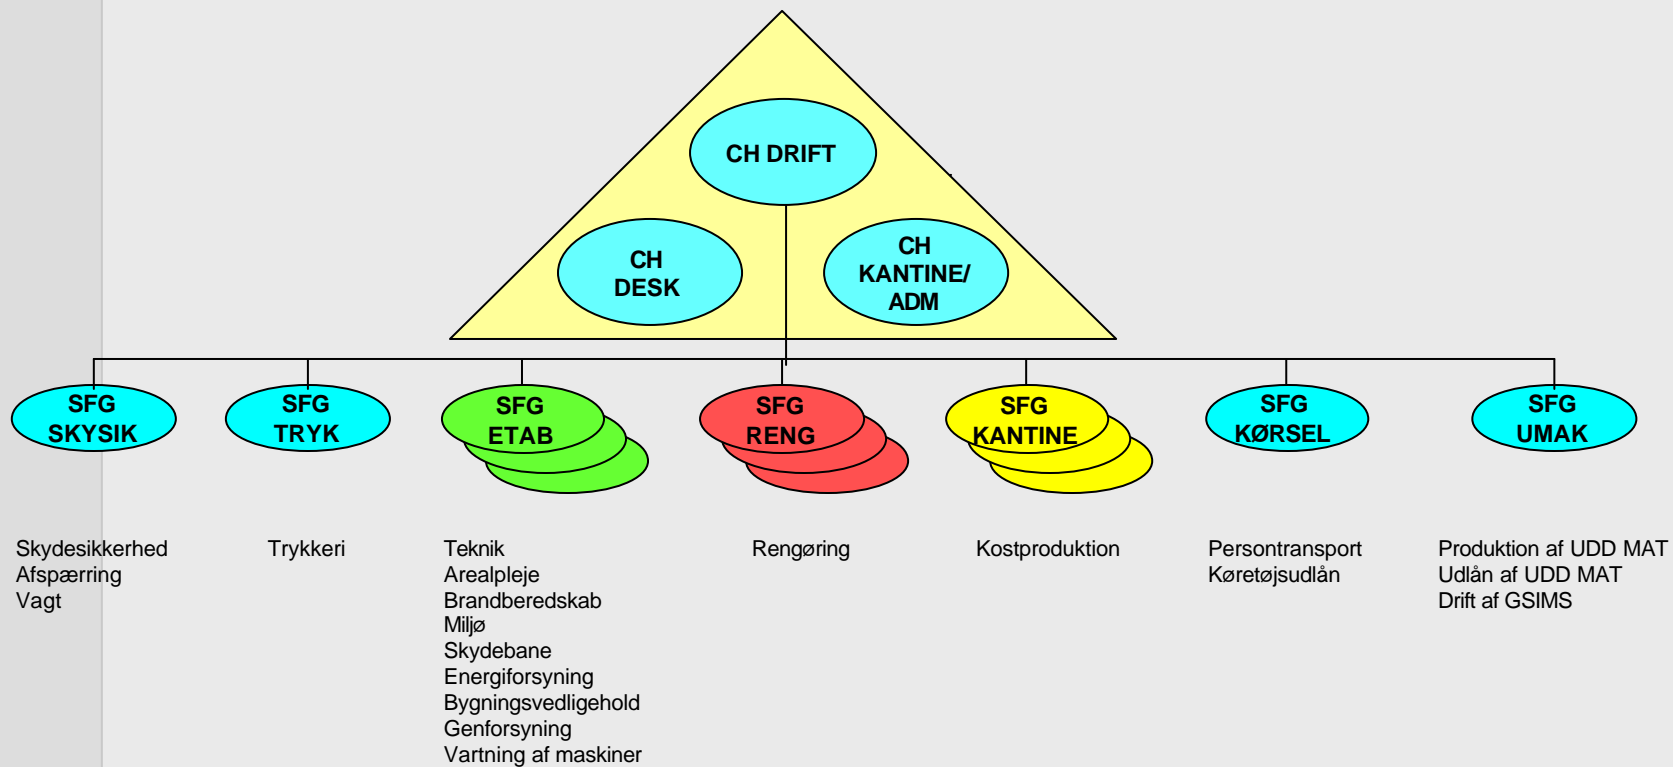 CH DRIFT
CH
DESK
CH
KANTINE/
ADM
SFG
SKYSIK
SFG
TRYK
SFG
ETAB
SFG
RENG
SFG
KANTINE
SFG
KØRSEL
SFG
UMAK
Skydesikkerhed
Afspærring
Vagt
Trykkeri
Teknik
Arealpleje
Brandberedskab
Miljø
Skydebane
Energiforsyning
Bygningsvedligehold
Genforsyning
Vartning af maskiner
Rengøring
Kostproduktion
Persontransport
Køretøjsudlån
Produktion af UDD MAT
Udlån af UDD MAT
Drift af GSIMS